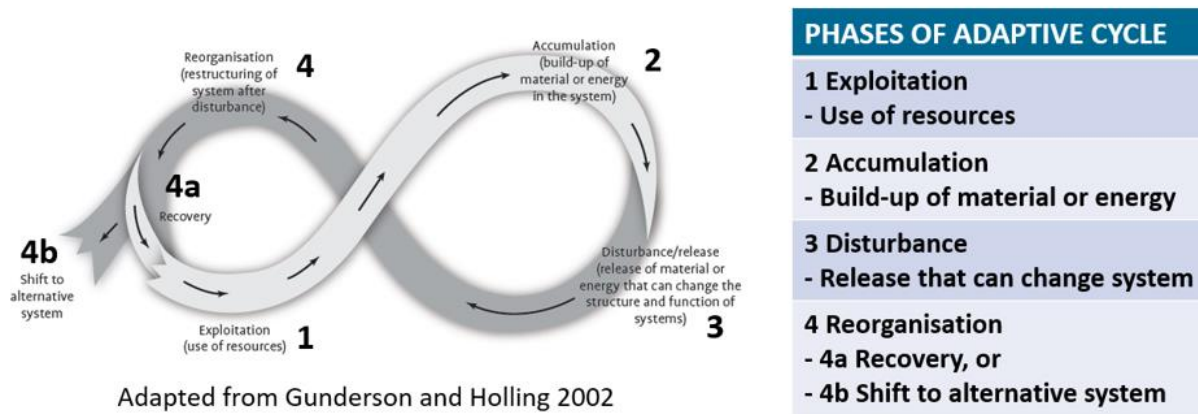 Reorganisation
(restructuring of
system after
disturbance)
4
Accumulation
(build-up of
material or energy
in the system)
2
4a
Recovery
4b
Shift to
alternative
system
Disturbance/release
(release of material or
energy that can change the
structure and function of
systems)
3
Exploitation
(use of resources)
1
Adapted from Gunderson and Holling 2002
PHASES OF ADAPTIVE CYCLE
1 Exploitation
- Use of resources
2 Accumulation
- Build-up of material or energy
3 Disturbance
- Release that can change system
4 Reorganisation
- 4a Recovery, or
- 4b Shift to alternative system